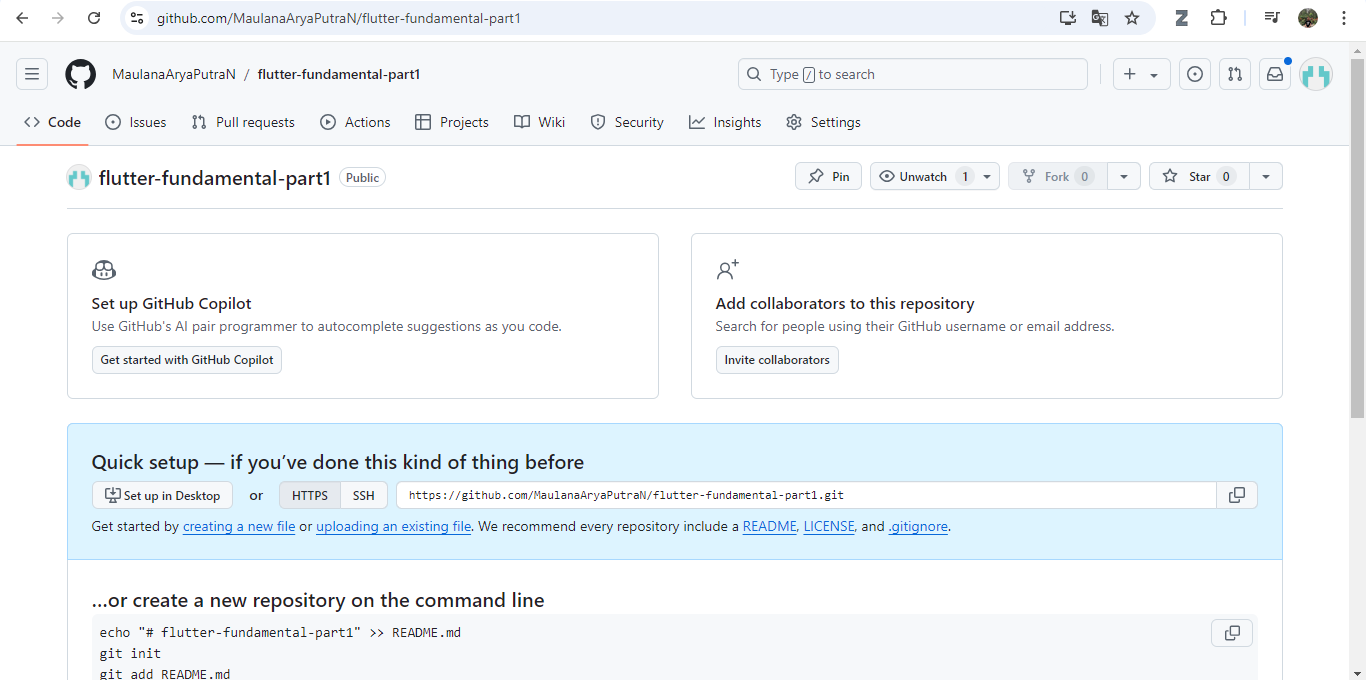 github.com/MaulanaAryaPutraN/flutter-fundamental-part1
MaulanaAryaPutraN / flutter-fundamental-part1
Type / to search
Code Issues Pull requests Actions Projects Wiki Security Insights Settings
flutter-fundamental-part1 Public
Pin Unwatch 1 Fork 0 Star 0
Set up GitHub Copilot
Use GitHub's AI pair programmer to autocomplete suggestions as you code.
Get started with GitHub Copilot
Add collaborators to this repository
Search for people using their GitHub username or email address.
Invite collaborators
Quick setup — if you’ve done this kind of thing before
Set up in Desktop or HTTPS SSH https://github.com/MaulanaAryaPutraN/flutter-fundamental-part1.git
Get started by creating a new file or uploading an existing file. We recommend every repository include a README, LICENSE, and .gitignore.
…or create a new repository on the command line
echo "# flutter-fundamental-part1" >> README.md
git init
git add README.md